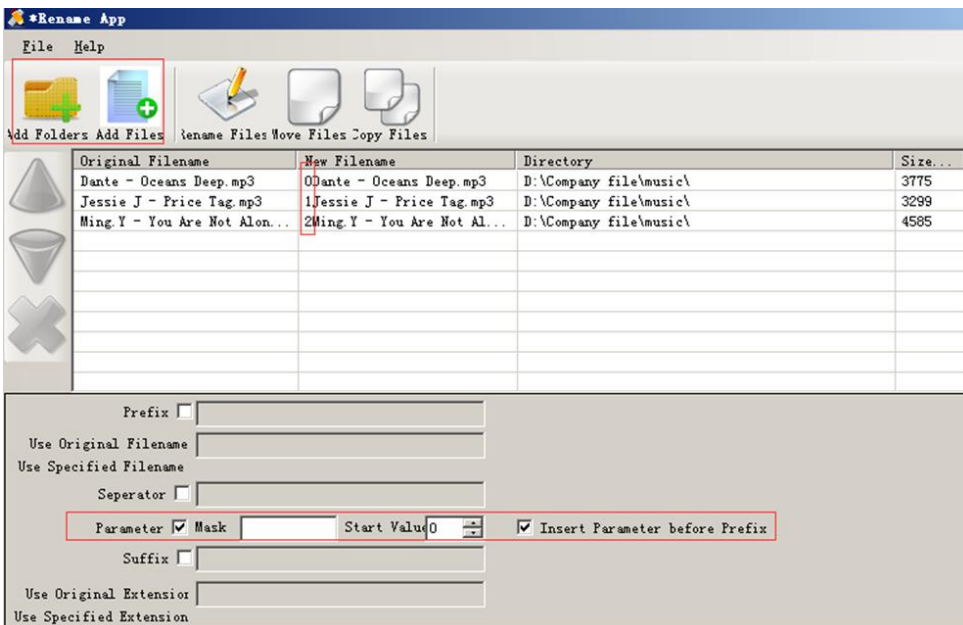 *Rename App
File Help
Add Folders Add Files Rename Files Move Files Copy Files
Original Filename New Filename Directory Size...
Dante - Oceans Deep.mp3 0Dante - Oceans Deep.mp3 D:\Company file\music\ 3775
Jessie J - Price Tag.mp3 1Jessie J - Price Tag.mp3 D:\Company file\music\ 3299
Ming.Y - You Are Not Alon... 2Ming.Y - You Are Not Al... D:\Company file\music\ 4585
Prefix
Use Original Filename
Use Specified Filename
Seperator
Parameter Mask Start Value 0 Insert Parameter before Prefix
Suffix
Use Original Extension
Use Specified Extension